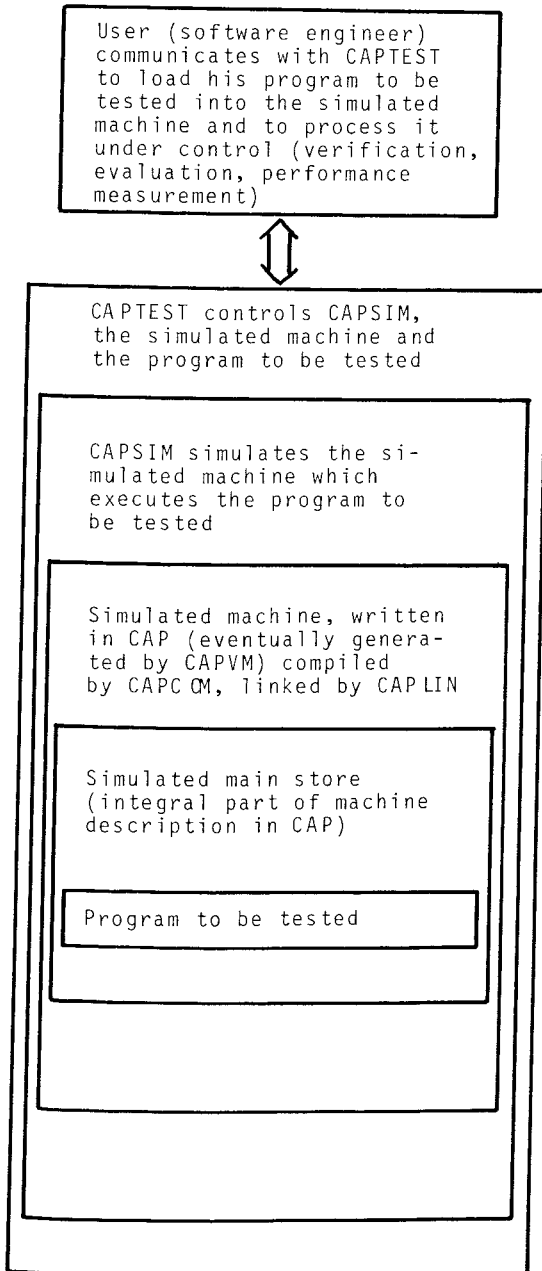 User (software engineer)
communicates with CAPTEST
to load his program to be
tested into the simulated
machine and to process it
under control (verification,
evaluation, performance
measurement)
CAPTEST controls CAPSIM,
the simulated machine and
the program to be tested
CAPSIM simulates the si-
mulated machine which
executes the program to
be tested
Simulated machine, written
in CAP (eventually genera-
ted by CAPVM) compiled
by CAPCOM, linked by CAPLIN
Simulated main store
(integral part of machine
description in CAP)
Program to be tested